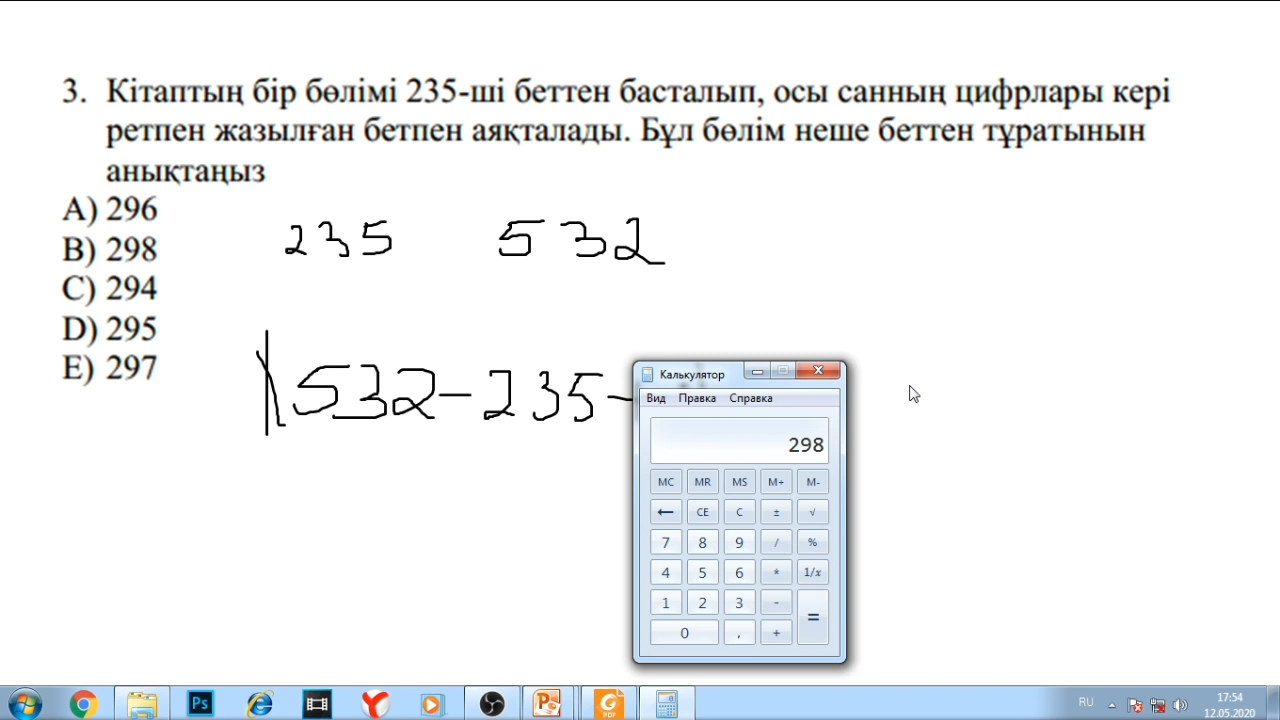 3. Кітаптың бір бөлімі 235-ші беттен басталып, осы санның цифрлары кері
ретпен жазылған бетпен аяқталады. Бұл бөлім неше беттен тұратынын
анықтаңыз
A) 296
B) 298
C) 294
D) 295
E) 297
235 532
532-235-
Калькулятор
Вид Правка Справка
298
MC MR MS M+ M-
← CE C ± √
7 8 9 / %
4 5 6 * 1/x
1 2 3 - =
0 , +
Ps
PDF
RU
17:54
12.05.2020